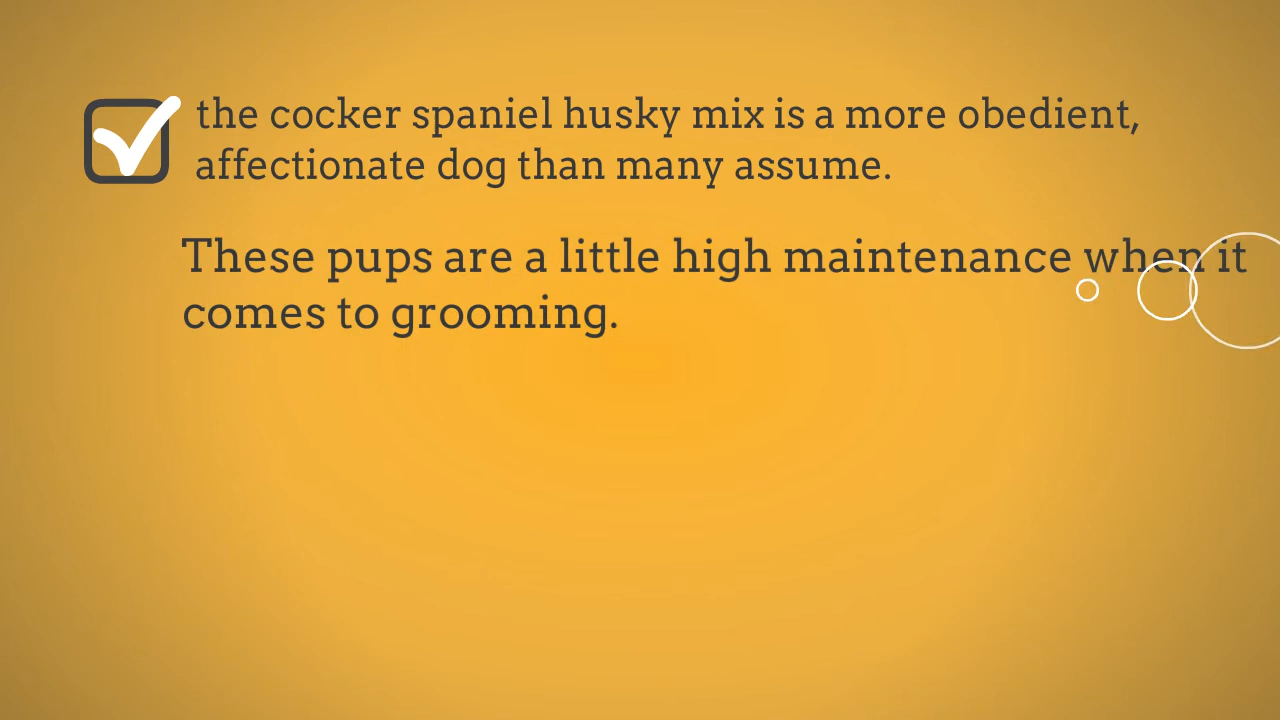 the cocker spaniel husky mix is a more obedient,
affectionate dog than many assume.
These pups are a little high maintenance when it
comes to grooming.